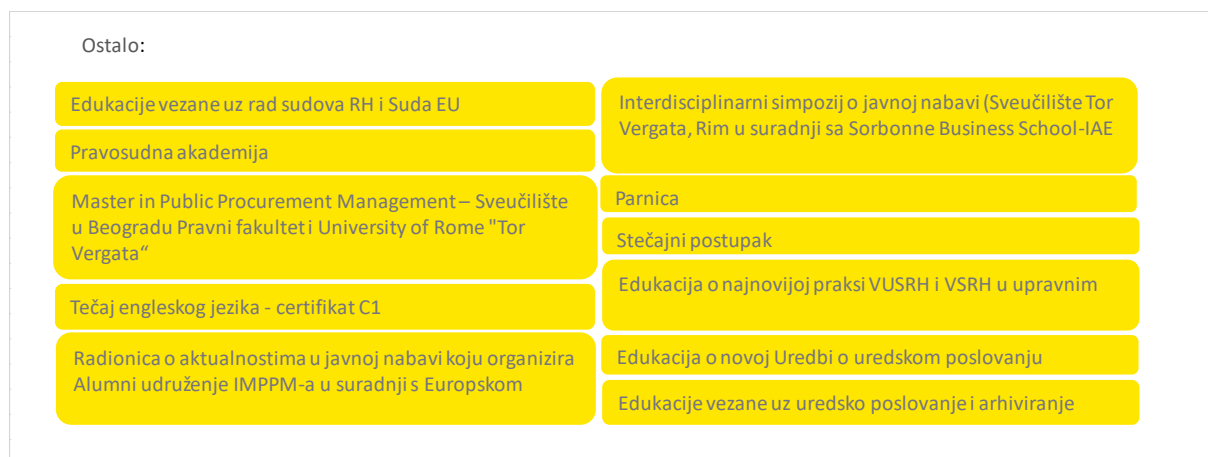 Ostalo:
Edukacije vezane uz rad sudova RH i Suda EU
Pravosudna akademija
Master in Public Procurement Management – Sveučilište
u Beogradu Pravni fakultet i University of Rome "Tor
Vergata“
Tečaj engleskog jezika - certifikat C1
Radionica o aktualnostima u javnoj nabavi koju organizira
Alumni udruženje IMPPM-a u suradnji s Europskom
Interdisciplinarni simpozij o javnoj nabavi (Sveučilište Tor
Vergata, Rim u suradnji sa Sorbonne Business School-IAE
Parnica
Stečajni postupak
Edukacija o najnovijoj praksi VUSRH i VSRH u upravnim
Edukacija o novoj Uredbi o uredskom poslovanju
Edukacije vezane uz uredsko poslovanje i arhiviranje